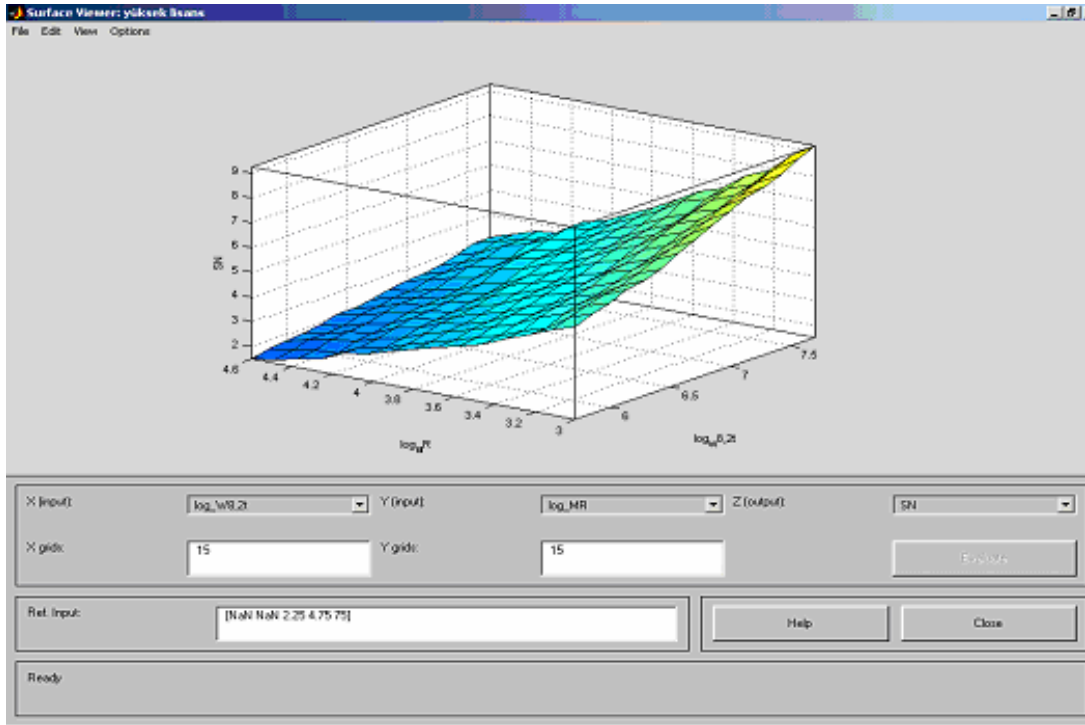 Surface Viewer: yüksek lisans
File Edit View Options
9
8
7
6
5
4
3
2
SN
4.6
4.4
4.2
4
3.8
3.6
3.4
3.2
3
log_MR
6
6.5
7
7.5
log_W8,2t
X (input): log_W8.2t Y (input): log_MR Z (output): SN
X grids: 15 Y grids: 15 Evaluate
Ref. Input: [NaN NaN 2.25 4.75 75] Help Close
Ready